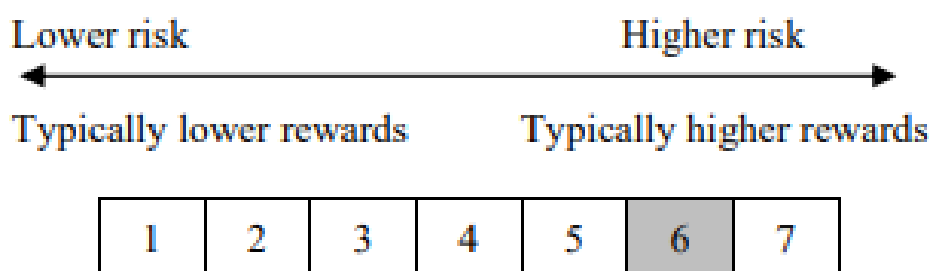 Lower risk Higher risk
Typically lower rewards Typically higher rewards
1 2 3 4 5 6 7